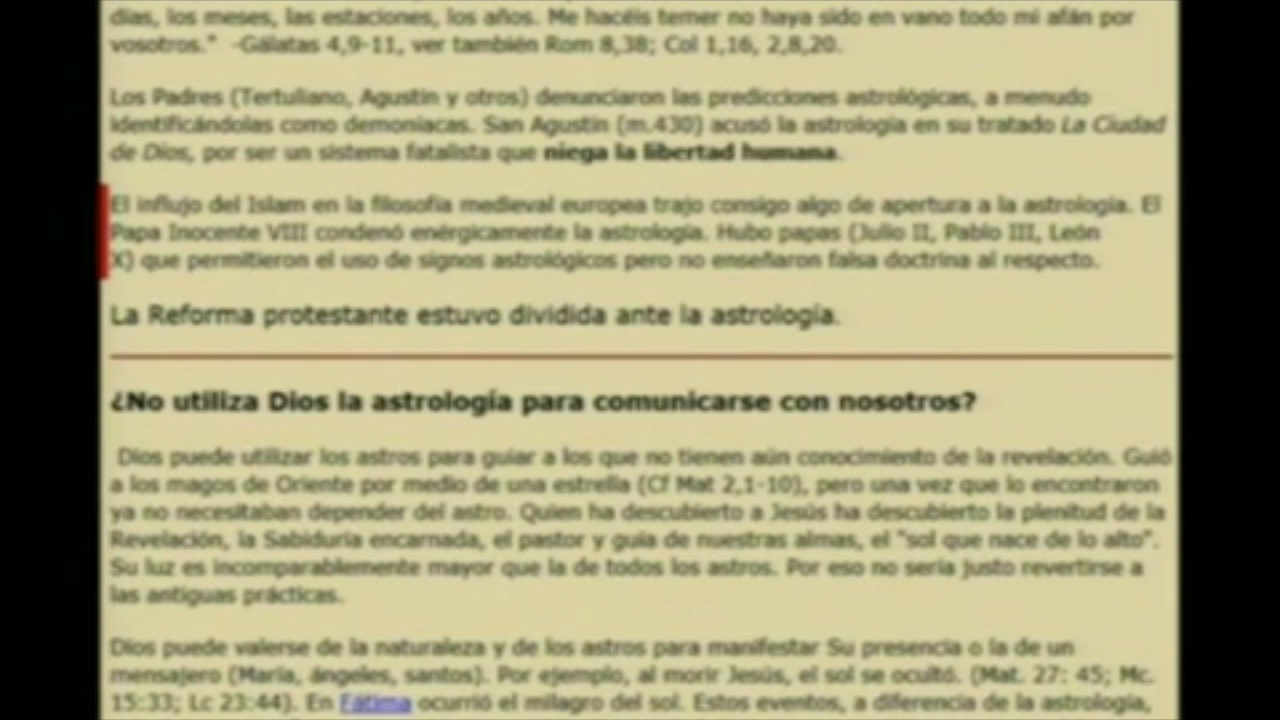 días, los meses, las estaciones, los años. Me hacéis temer no haya sido en vano todo mi afán por
vosotros." -Gálatas 4,9-11, ver también Rom 8,38; Col 1,16, 2,8,20.
Los Padres (Tertuliano, Agustín y otros) denunciaron las predicciones astrológicas, a menudo
identificándolas como demoniacas. San Agustín (m.430) acusó la astrología en su tratado La Ciudad
de Dios, por ser un sistema fatalista que niega la libertad humana.
El influjo del Islam en la filosofía medieval europea trajo consigo algo de apertura a la astrología. El
Papa Inocente VIII condenó enérgicamente la astrología. Hubo papas (Julio II, Pablo III, León
X) que permitieron el uso de signos astrológicos pero no enseñaron falsa doctrina al respecto.
La Reforma protestante estuvo dividida ante la astrología.
¿No utiliza Dios la astrología para comunicarse con nosotros?
Dios puede utilizar los astros para guiar a los que no tienen aún conocimiento de la revelación. Guió
a los magos de Oriente por medio de una estrella (Cf Mat 2,1-10), pero una vez que lo encontraron
ya no necesitaban depender del astro. Quien ha descubierto a Jesús ha descubierto la plenitud de la
Revelación, la Sabiduría encarnada, el pastor y guía de nuestras almas, el "sol que nace de lo alto".
Su luz es incomparablemente mayor que la de todos los astros. Por eso no sería justo revertirse a
las antiguas prácticas.
Dios puede valerse de la naturaleza y de los astros para manifestar Su presencia o la de un
mensajero (María, ángeles, santos). Por ejemplo, al morir Jesús, el sol se ocultó. (Mat. 27: 45; Mc.
15:33; Lc 23:44). En Fátima ocurrió el milagro del sol. Estos eventos, a diferencia de la astrología,